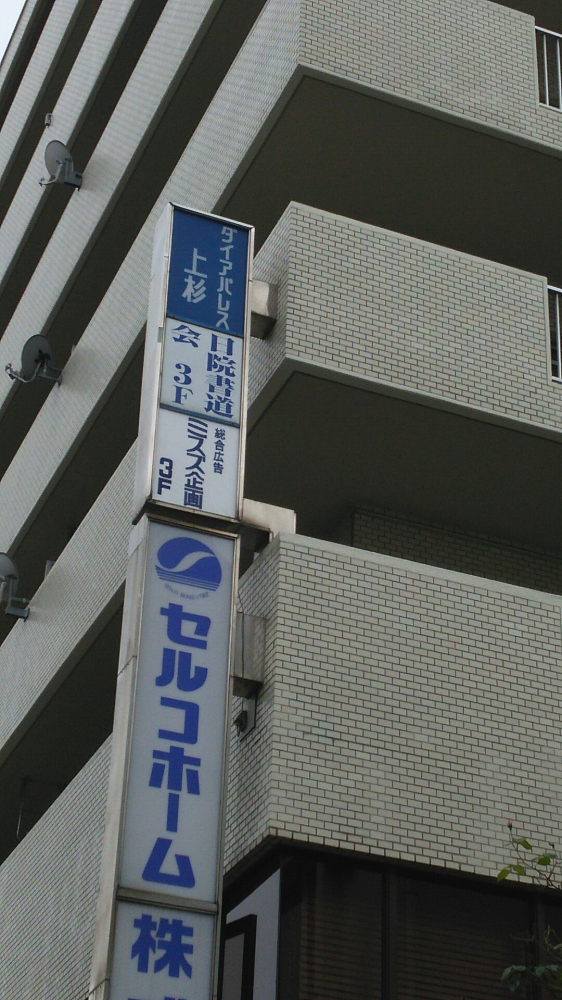 ダイアパレス
上杉
日院書道
会 3F
総合広告
ミスズ企画
3F
セルコホーム
株